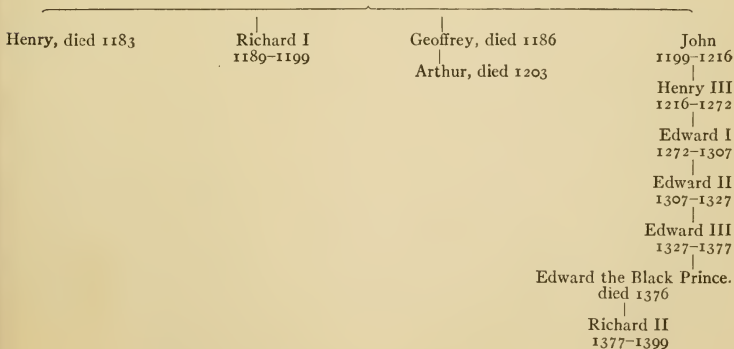 Henry, died 1183 Richard I Geoffrey, died 1186 John
1189–1199 1199–1216
Arthur, died 1203
Henry III
1216–1272
Edward I
1272–1307
Edward II
1307–1327
Edward III
1327–1377
Edward the Black Prince.
died 1376
Richard II
1377–1399